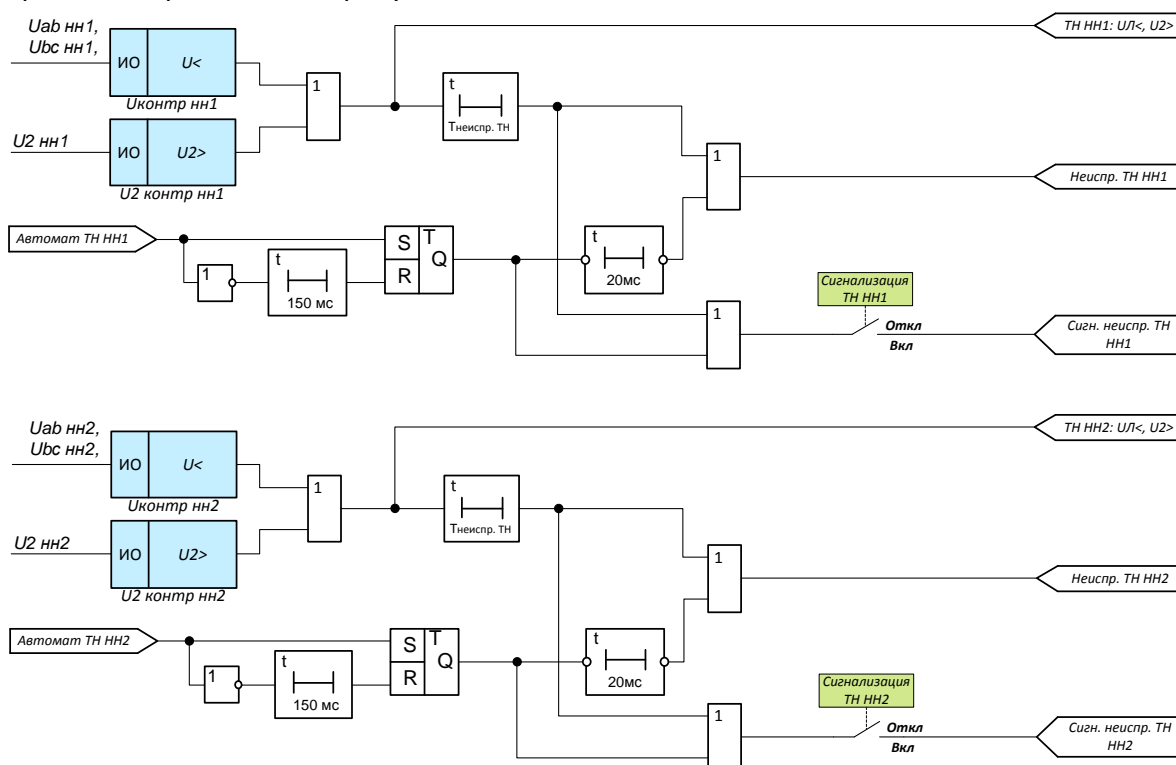 Uab нн1,
Ubc нн1,
ИО
U<
Uконтр нн1
U2 нн1
ИО
U2>
U2 контр нн1
1
t
Тнеиспр. ТН
ТН НН1: UЛ<, U2>
1
Неиспр. ТН НН1
Автомат ТН НН1
1
t
150 мс
S
R
T
Q
t
20мс
1
Сигнализация
ТН НН1
Откл
Вкл
Сигн. неиспр. ТН
НН1
Uab нн2,
Ubc нн2,
ИО
U<
Uконтр нн2
U2 нн2
ИО
U2>
U2 контр нн2
1
t
Тнеиспр. ТН
ТН НН2: UЛ<, U2>
1
Неиспр. ТН НН2
Автомат ТН НН2
1
t
150 мс
S
R
T
Q
t
20мс
1
Сигнализация
ТН НН2
Откл
Вкл
Сигн. неиспр. ТН
НН2